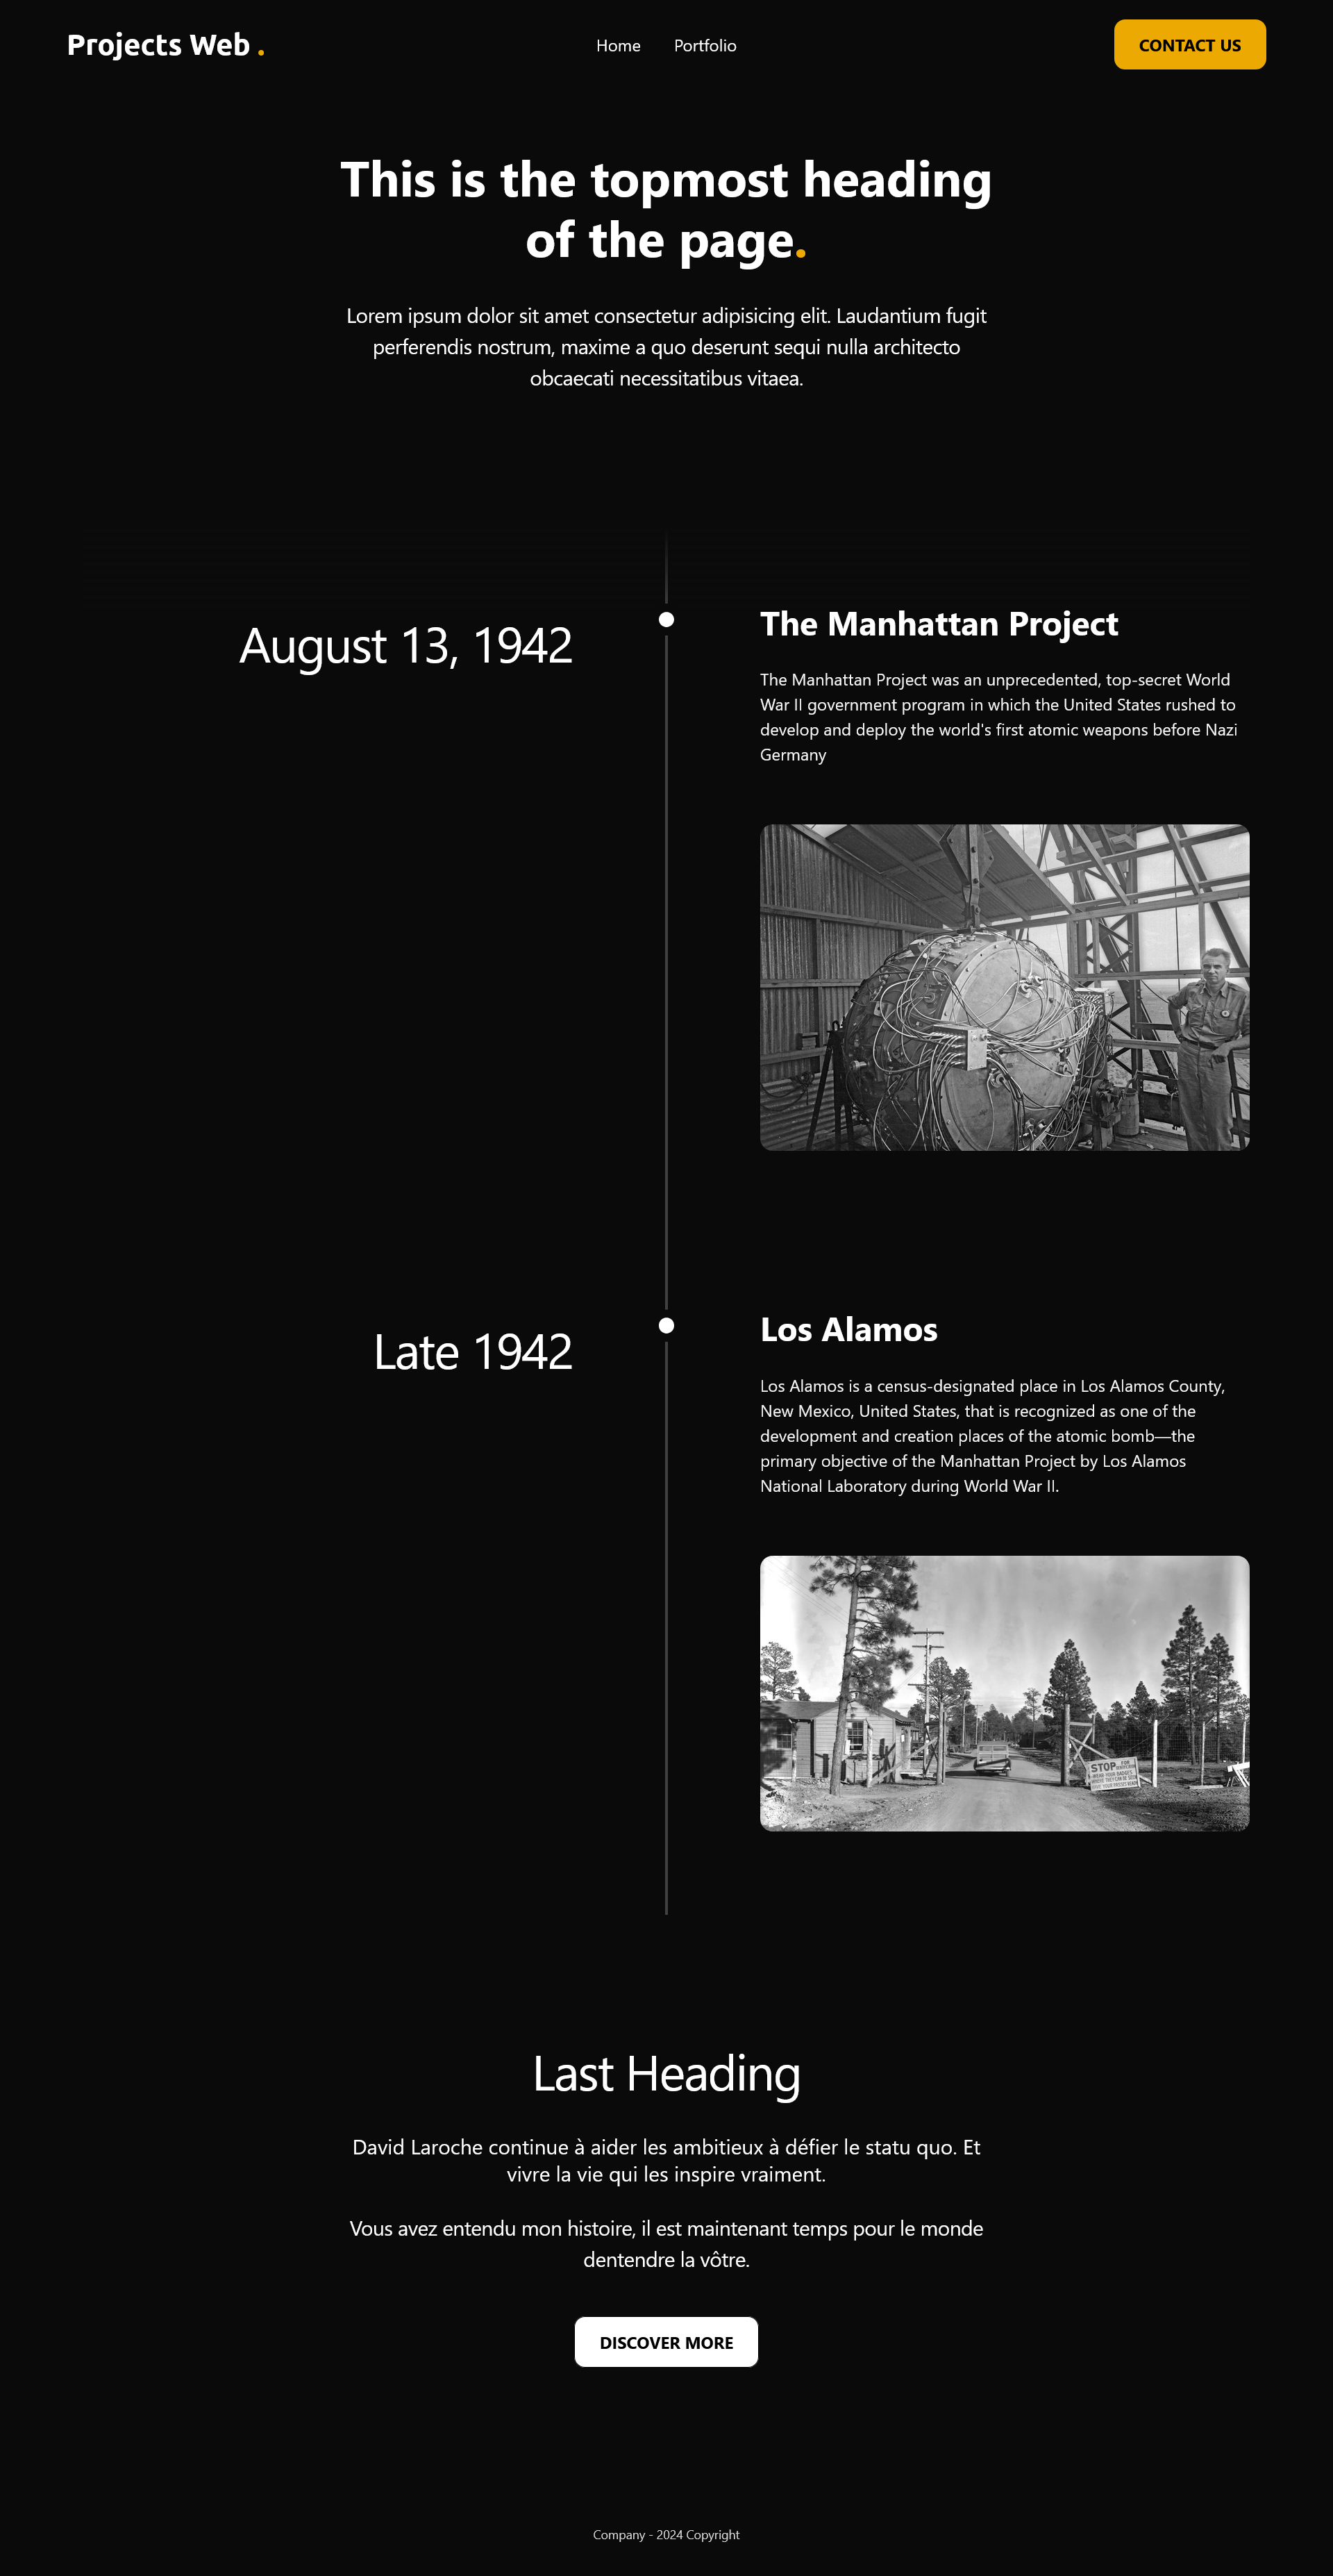 Projects Web .
Home
Portfolio
CONTACT US
This is the topmost heading
of the page.
Lorem ipsum dolor sit amet consectetur adipisicing elit. Laudantium fugit
perferendis nostrum, maxime a quo deserunt sequi nulla architecto
obcaecati necessitatibus vitaea.
August 13, 1942
The Manhattan Project
The Manhattan Project was an unprecedented, top-secret World
War II government program in which the United States rushed to
develop and deploy the world's first atomic weapons before Nazi
Germany
Late 1942
Los Alamos
Los Alamos is a census-designated place in Los Alamos County,
New Mexico, United States, that is recognized as one of the
development and creation places of the atomic bomb—the
primary objective of the Manhattan Project by Los Alamos
National Laboratory during World War II.
STOP
Last Heading
David Laroche continue à aider les ambitieux à défier le statu quo. Et
vivre la vie qui les inspire vraiment.
Vous avez entendu mon histoire, il est maintenant temps pour le monde
dentendre la vôtre.
DISCOVER MORE
Company - 2024 Copyright